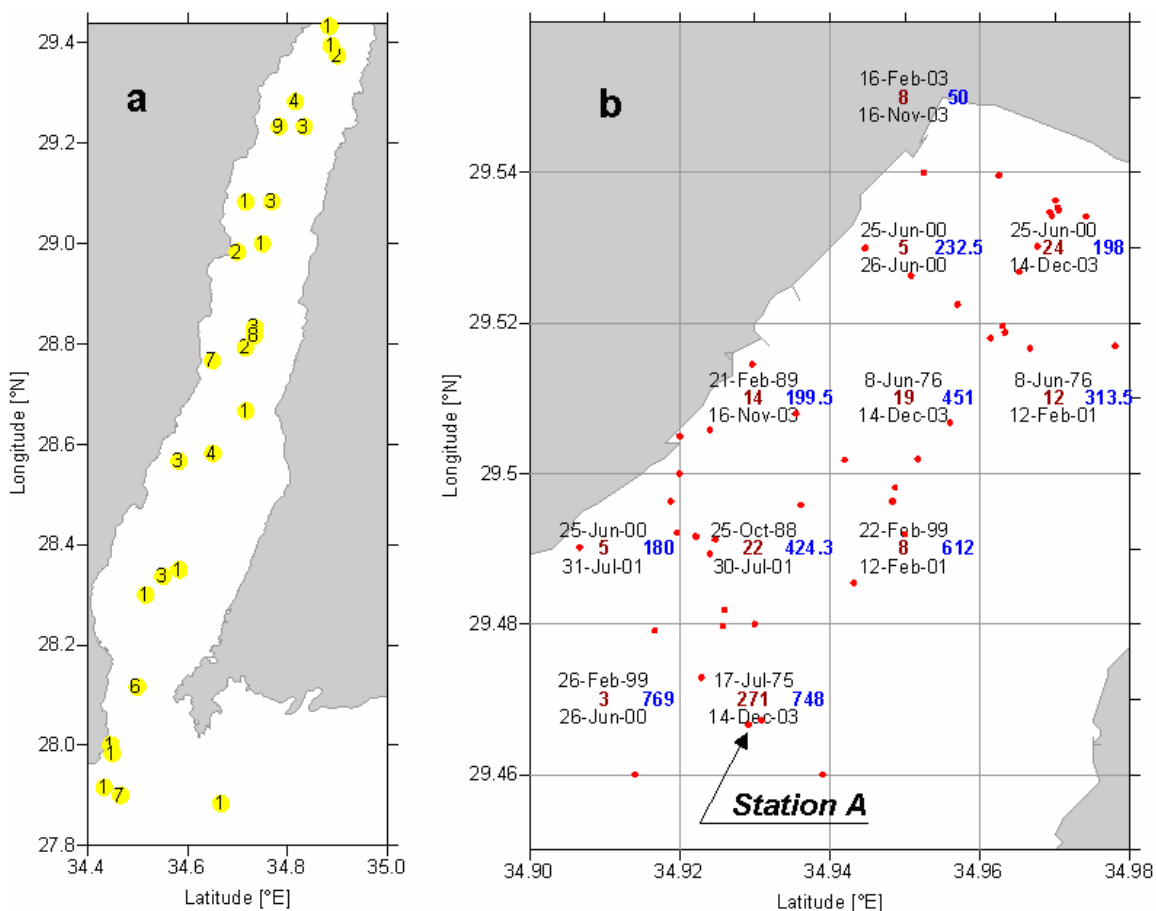 a
29.4
29.2
29.0
28.8
28.6
28.4
28.2
28.0
27.8
34.4
34.6
34.8
35.0
Longitude [°N]
Latitude [°E]
1
1
2
4
9 3
1 3
1
2
3
8
2
7
1
4
3
1
3
1
6
1
1
1
7
1
b
16-Feb-03
8 50
16-Nov-03
25-Jun-00
5 232.5
26-Jun-00
25-Jun-00
24 198
14-Dec-03
21-Feb-89
14 199.5
16-Nov-03
8-Jun-76
19 451
14-Dec-03
8-Jun-76
12 313.5
12-Feb-01
25-Jun-00
5 180
31-Jul-01
25-Oct-88
22 424.3
30-Jul-01
22-Feb-99
8 612
12-Feb-01
26-Feb-99
3 769
26-Jun-00
17-Jul-75
271 748
14-Dec-03
Station A
29.54
29.52
29.5
29.48
29.46
34.90
34.92
34.94
34.96
34.98
Longitude [°N]
Latitude [°E]